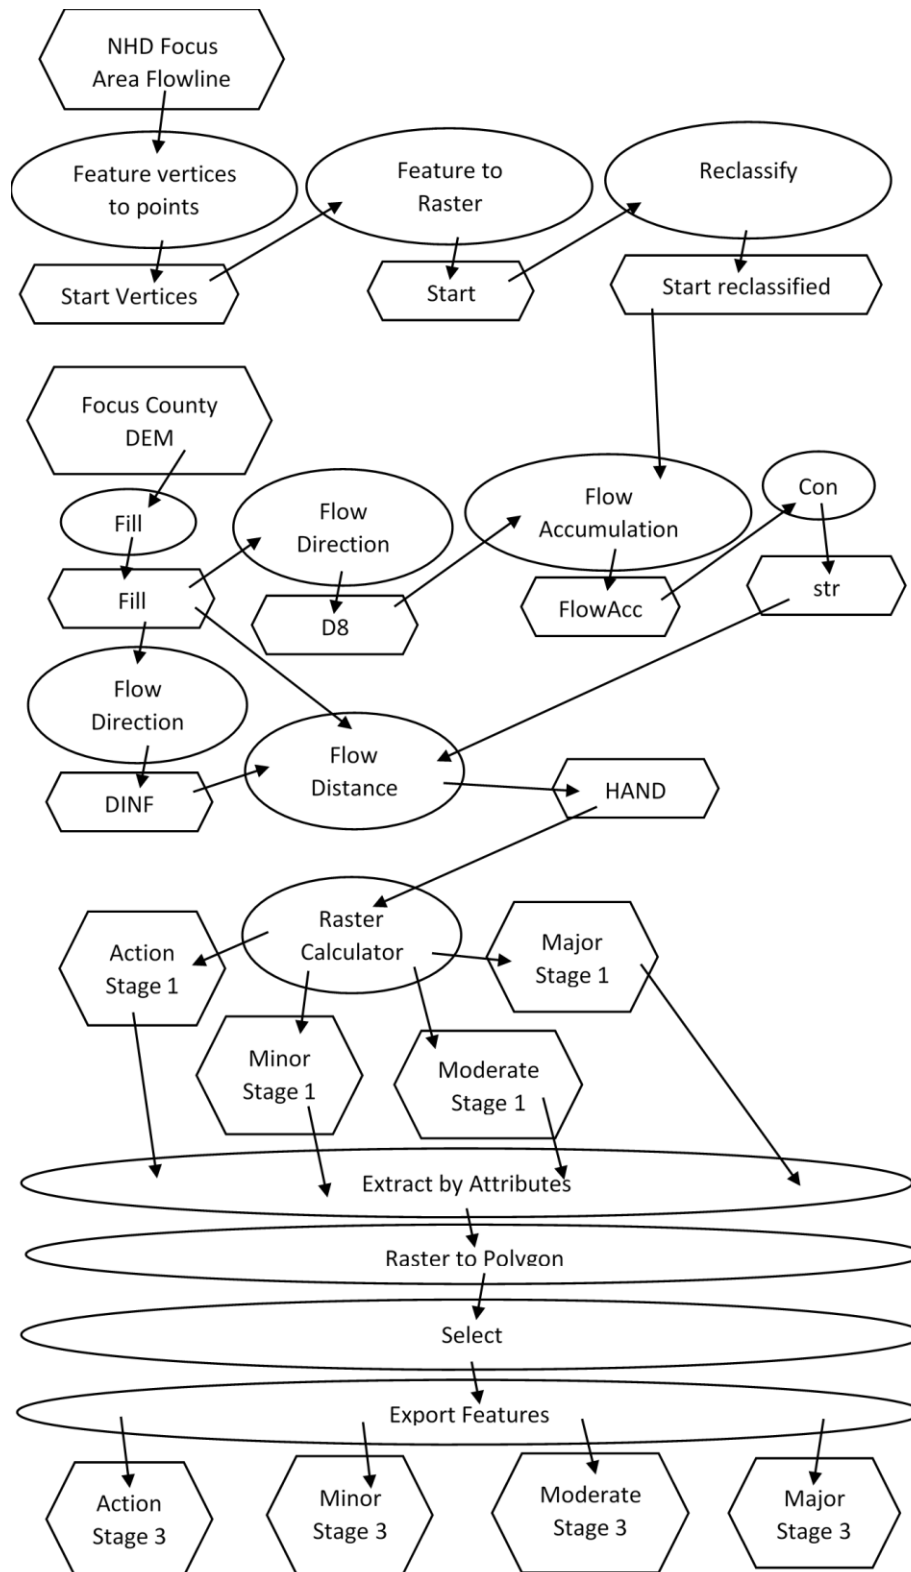 NHD Focus
Area Flowline
Feature vertices
to points
Feature to
Raster
Reclassify
Start Vertices
Start
Start reclassified
Focus County
DEM
Fill
Flow
Direction
Flow
Accumulation
Con
Fill
D8
FlowAcc
str
Flow
Direction
Flow
Distance
DINF
HAND
Raster
Calculator
Action
Stage 1
Major
Stage 1
Minor
Stage 1
Moderate
Stage 1
Extract by Attributes
Raster to Polygon
Select
Export Features
Action
Stage 3
Minor
Stage 3
Moderate
Stage 3
Major
Stage 3